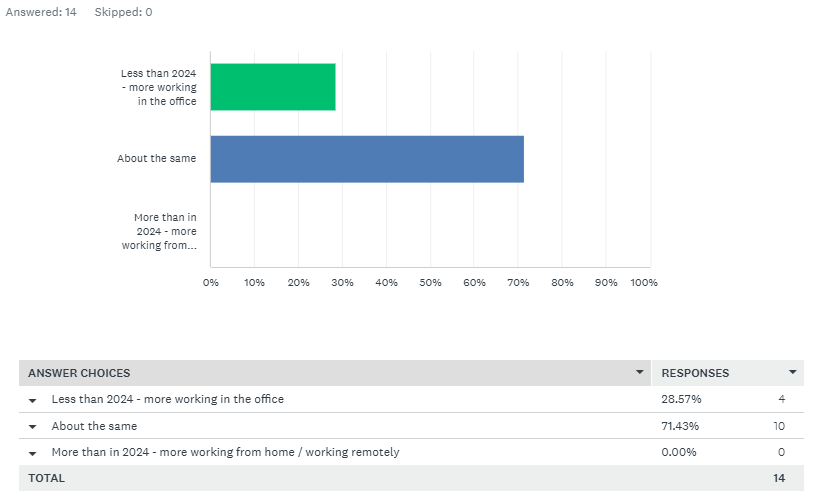 Answered: 14 Skipped: 0
Less than 2024
- more working
in the office
About the same
More than in
2024 - more
working from...
0% 10% 20% 30% 40% 50% 60% 70% 80% 90% 100%
ANSWER CHOICES RESPONSES
Less than 2024 - more working in the office 28.57% 4
About the same 71.43% 10
More than in 2024 - more working from home / working remotely 0.00% 0
TOTAL 14